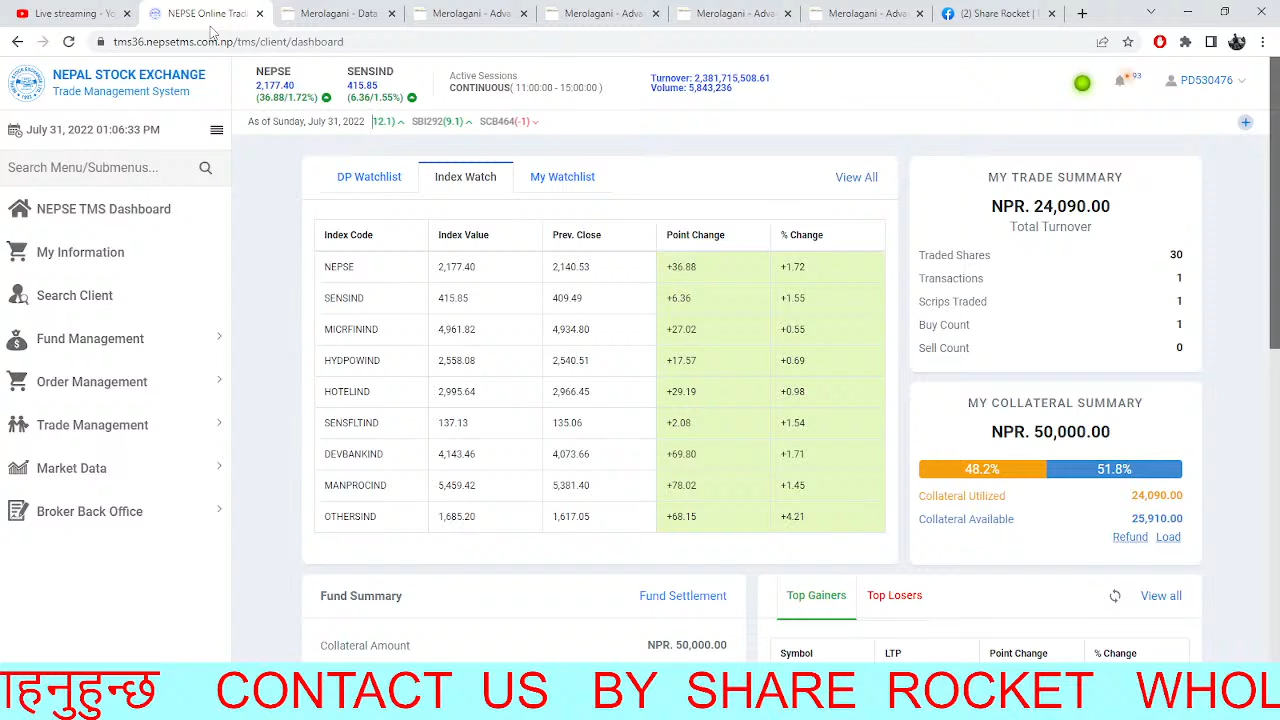 Live streaming - Yo
NEPSE Online Tradi
Merolagani - Data
Merolagani - Adva
Merolagani - Adva
Merolagani - Adva
Merolagani - Adva
(2) Share Rocket | L
tms36.nepsetms.com.np/tms/client/dashboard
NEPAL STOCK EXCHANGE
Trade Management System
NEPSE
2,177.40
(36.88/1.72%)
SENSIND
415.85
(6.36/1.55%)
Active Sessions
CONTINUOUS( 11:00:00 - 15:00:00 )
Turnover: 2,381,715,508.61
Volume: 5,843,236
93
PD530476
July 31, 2022 01:06:33 PM
As of Sunday, July 31, 2022
12.1) SBI292(9.1) SCB464(-1)
Search Menu/Submenus...
NEPSE TMS Dashboard
My Information
Search Client
Fund Management
Order Management
Trade Management
Market Data
Broker Back Office
DP Watchlist Index Watch My Watchlist View All
Index Code Index Value Prev. Close Point Change % Change
NEPSE 2,177.40 2,140.53 +36.88 +1.72
SENSIND 415.85 409.49 +6.36 +1.55
MICRFININD 4,961.82 4,934.80 +27.02 +0.55
HYDPOWIND 2,558.08 2,540.51 +17.57 +0.69
HOTELIND 2,995.64 2,966.45 +29.19 +0.98
SENSFLTIND 137.13 135.06 +2.08 +1.54
DEVBANKIND 4,143.46 4,073.66 +69.80 +1.71
MANPROCIND 5,459.42 5,381.40 +78.02 +1.45
OTHERSIND 1,685.20 1,617.05 +68.15 +4.21
MY TRADE SUMMARY
NPR. 24,090.00
Total Turnover
Traded Shares 30
Transactions 1
Scrips Traded 1
Buy Count 1
Sell Count 0
MY COLLATERAL SUMMARY
NPR. 50,000.00
48.2% 51.8%
Collateral Utilized 24,090.00
Collateral Available 25,910.00
Refund Load
Fund Summary Fund Settlement
Collateral Amount NPR. 50,000.00
Top Gainers Top Losers View all
Symbol LTP Point Change % Change
ाहनुहुन्छ CONTACT US BY SHARE ROCKET WHOL